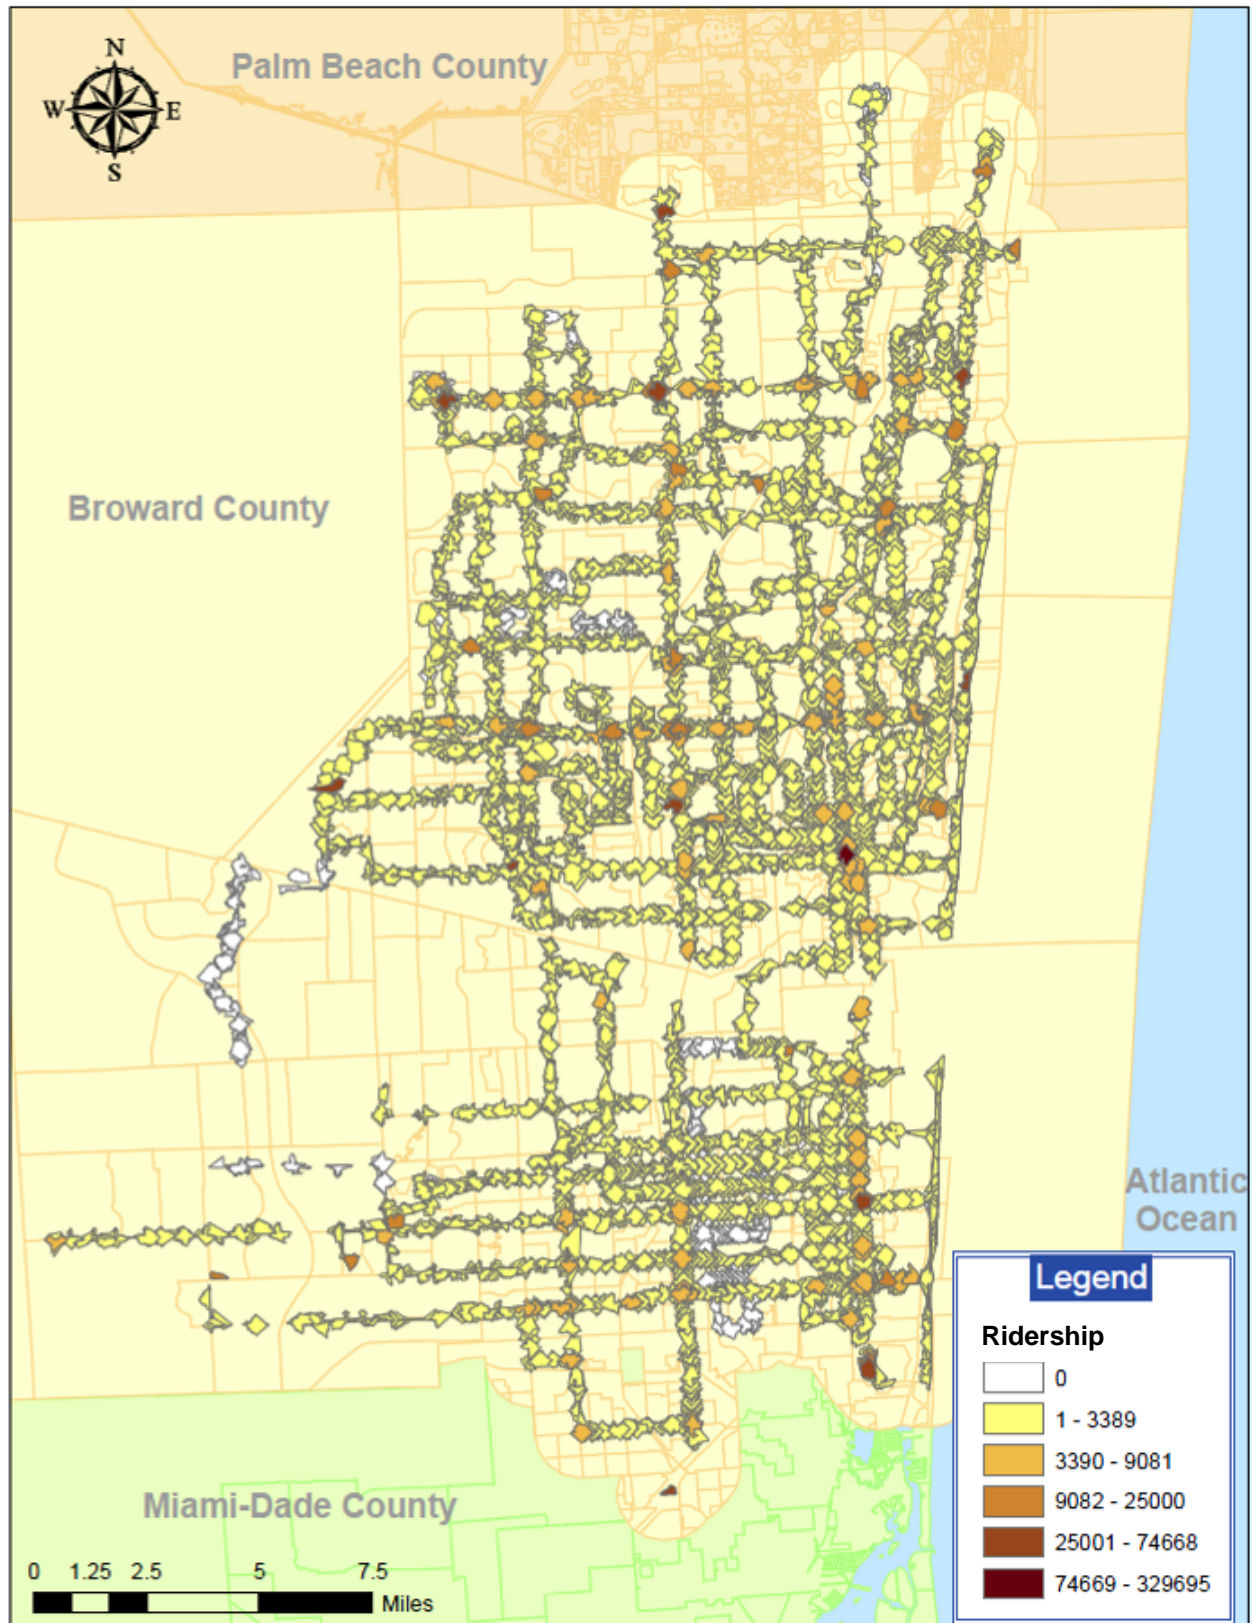 N
Palm Beach County
W E
S
Broward County
Atlantic
Ocean
Legend
Ridership
0
1 - 3389
3390 - 9081
9082 - 25000
25001 - 74668
74669 - 329695
Miami-Dade County
0 1.25 2.5 5 7.5
Miles